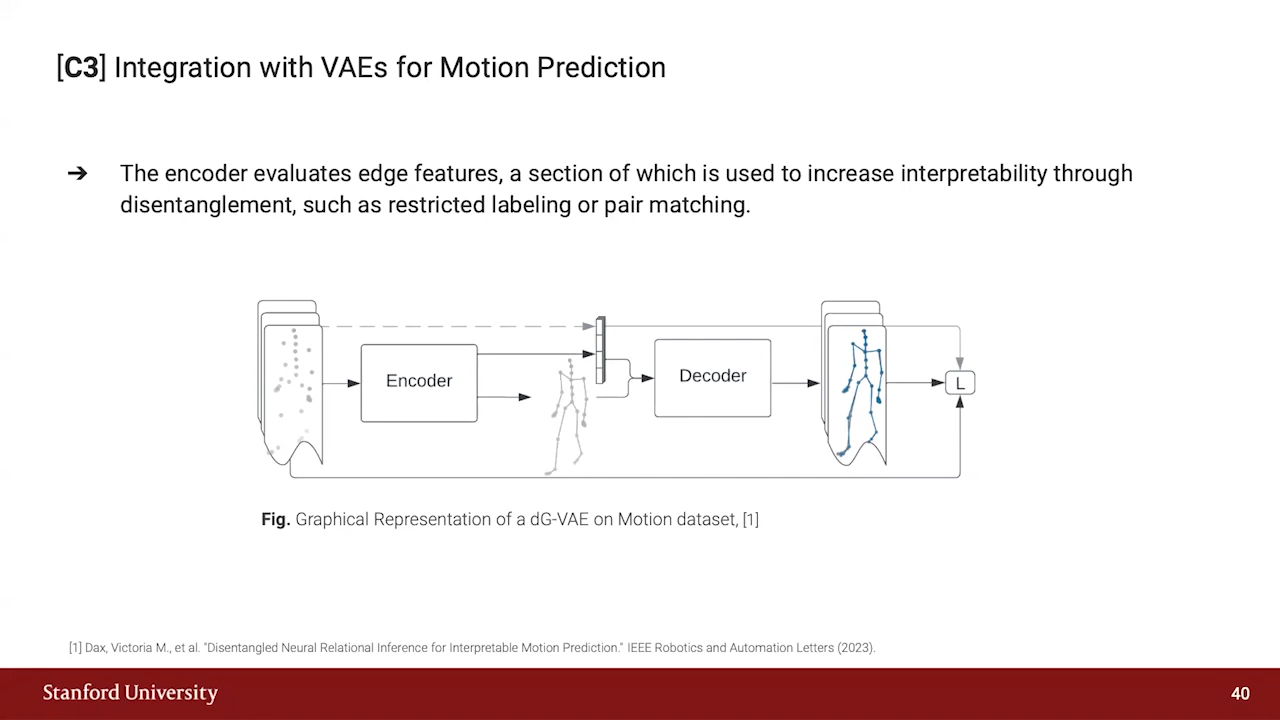 [C3] Integration with VAEs for Motion Prediction
➔ The encoder evaluates edge features, a section of which is used to increase interpretability through
disentanglement, such as restricted labeling or pair matching.
Encoder
Decoder
L
Fig. Graphical Representation of a dG-VAE on Motion dataset, [1]
[1] Dax, Victoria M., et al. "Disentangled Neural Relational Inference for Interpretable Motion Prediction." IEEE Robotics and Automation Letters (2023).
Stanford University
40